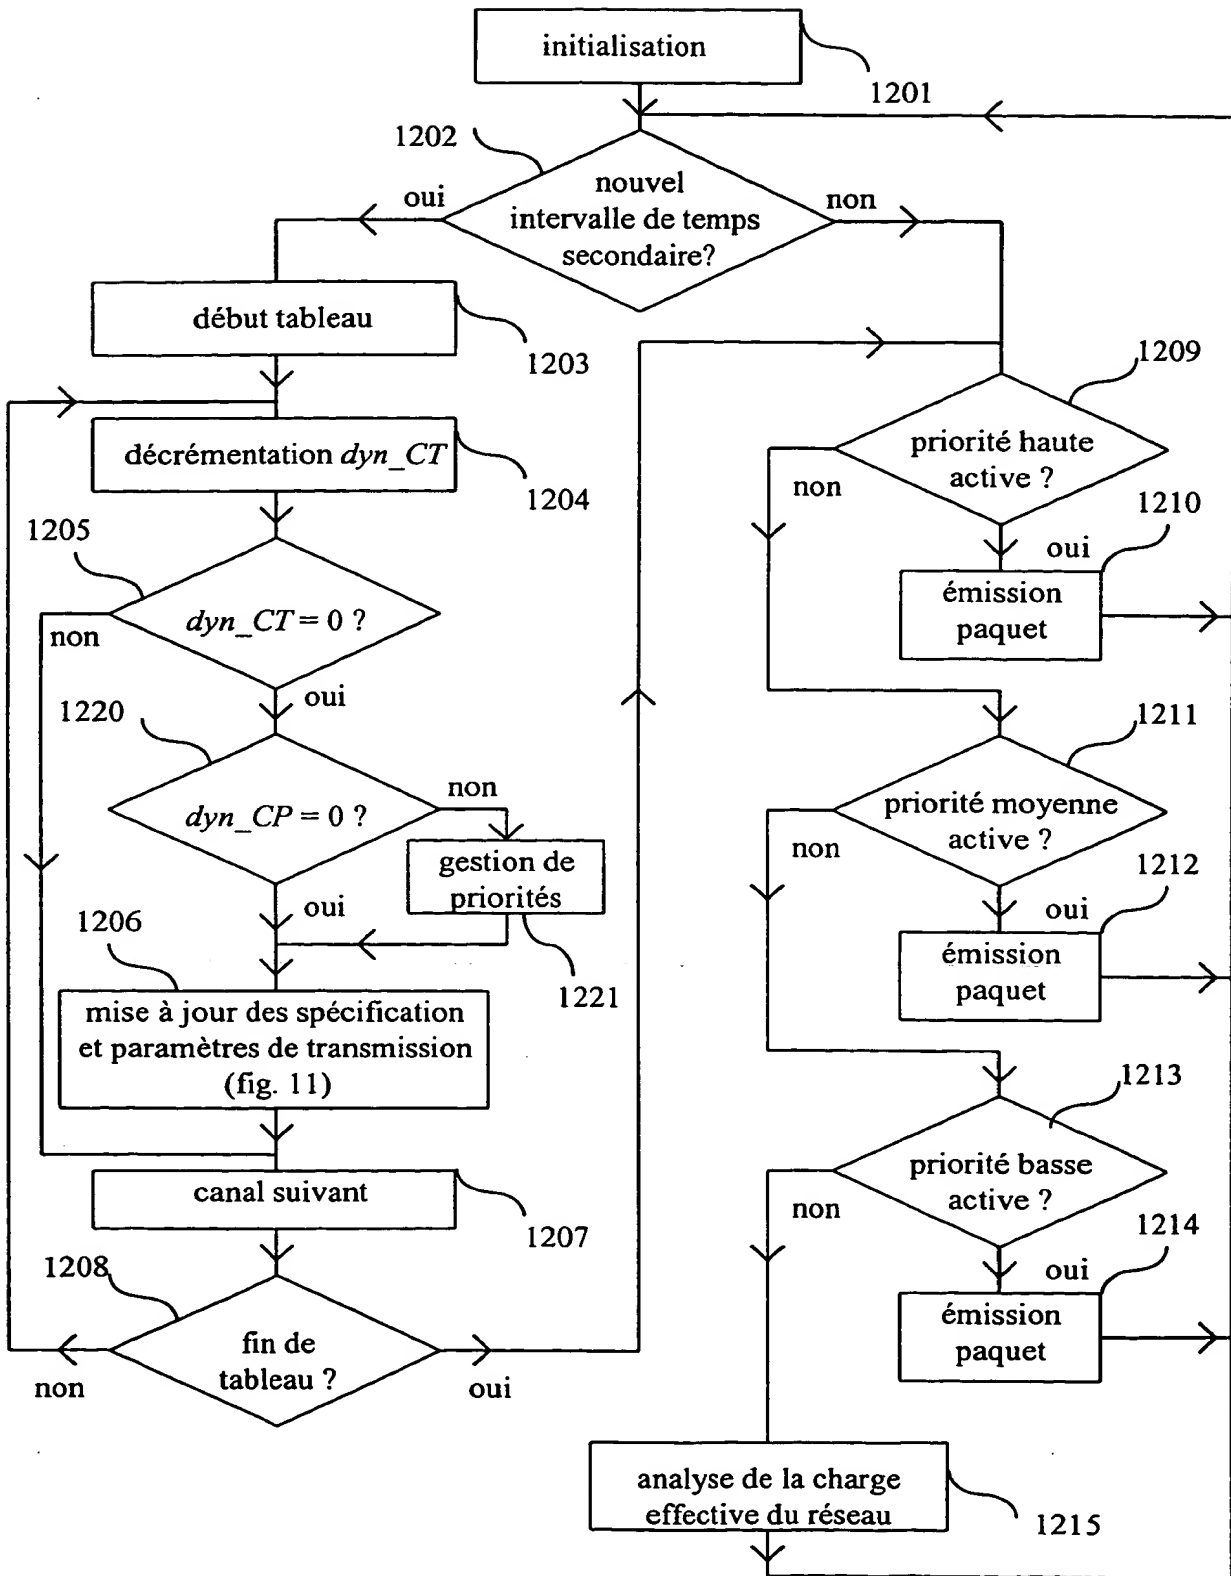 initialisation
1201
1202
nouvel
intervalle de temps
secondaire?
oui
non
début tableau
1203
décrémentation dyn_CT
1204
1205
dyn_CT = 0 ?
non
oui
1220
dyn_CP = 0 ?
non
gestion de
priorités
1221
oui
1206
mise à jour des spécification
et paramètres de transmission
(fig. 11)
canal suivant
1207
1208
fin de
tableau ?
non
oui
1209
priorité haute
active ?
non
oui
1210
émission
paquet
1211
priorité moyenne
active ?
non
oui
1212
émission
paquet
1213
priorité basse
active ?
non
oui
1214
émission
paquet
analyse de la charge
effective du réseau
1215